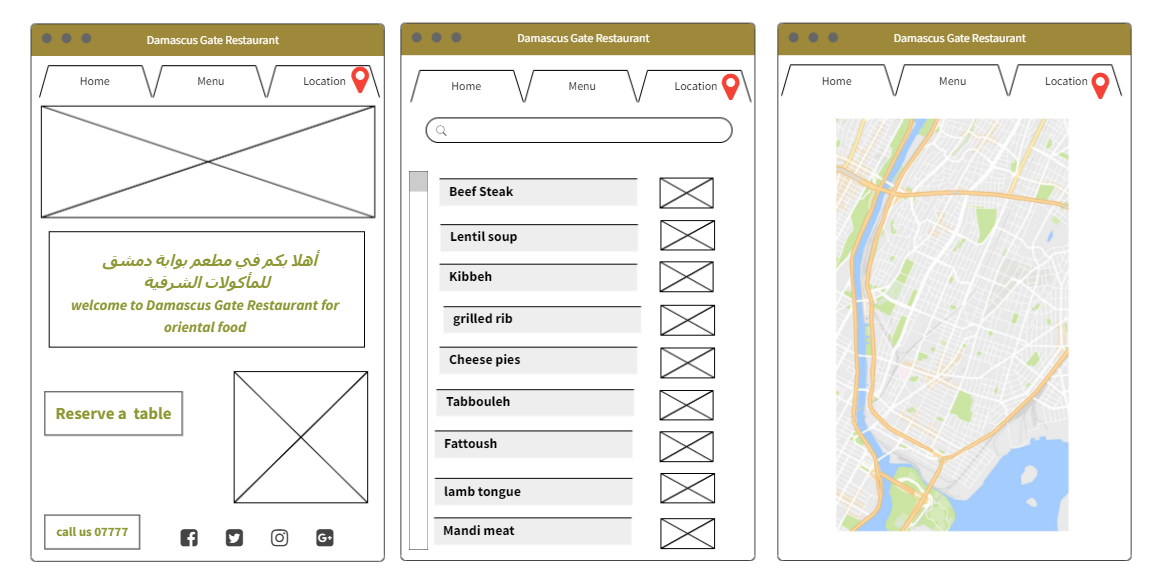 Damascus Gate Restaurant
Home
Menu
Location
أهلا بكم في مطعم بوابة دمشق
للمأكولات الشرقية
welcome to Damascus Gate Restaurant for
oriental food
Reserve a table
call us 07777
G+
Damascus Gate Restaurant
Home
Menu
Location
Beef Steak
Lentil soup
Kibbeh
grilled rib
Cheese pies
Tabbouleh
Fattoush
lamb tongue
Mandi meat
Damascus Gate Restaurant
Home
Menu
Location